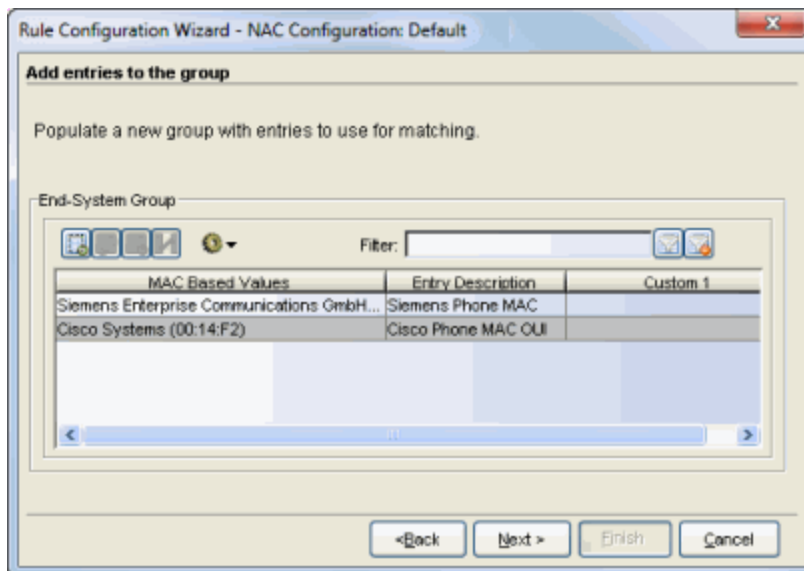 Rule Configuration Wizard - NAC Configuration: Default
Add entries to the group
Populate a new group with entries to use for matching.
End-System Group
Filter:
MAC Based Values Entry Description Custom 1
Siemens Enterprise Communications GmbH... Siemens Phone MAC
Cisco Systems (00:14:F2) Cisco Phone MAC OUI
<Back Next > Finish Cancel